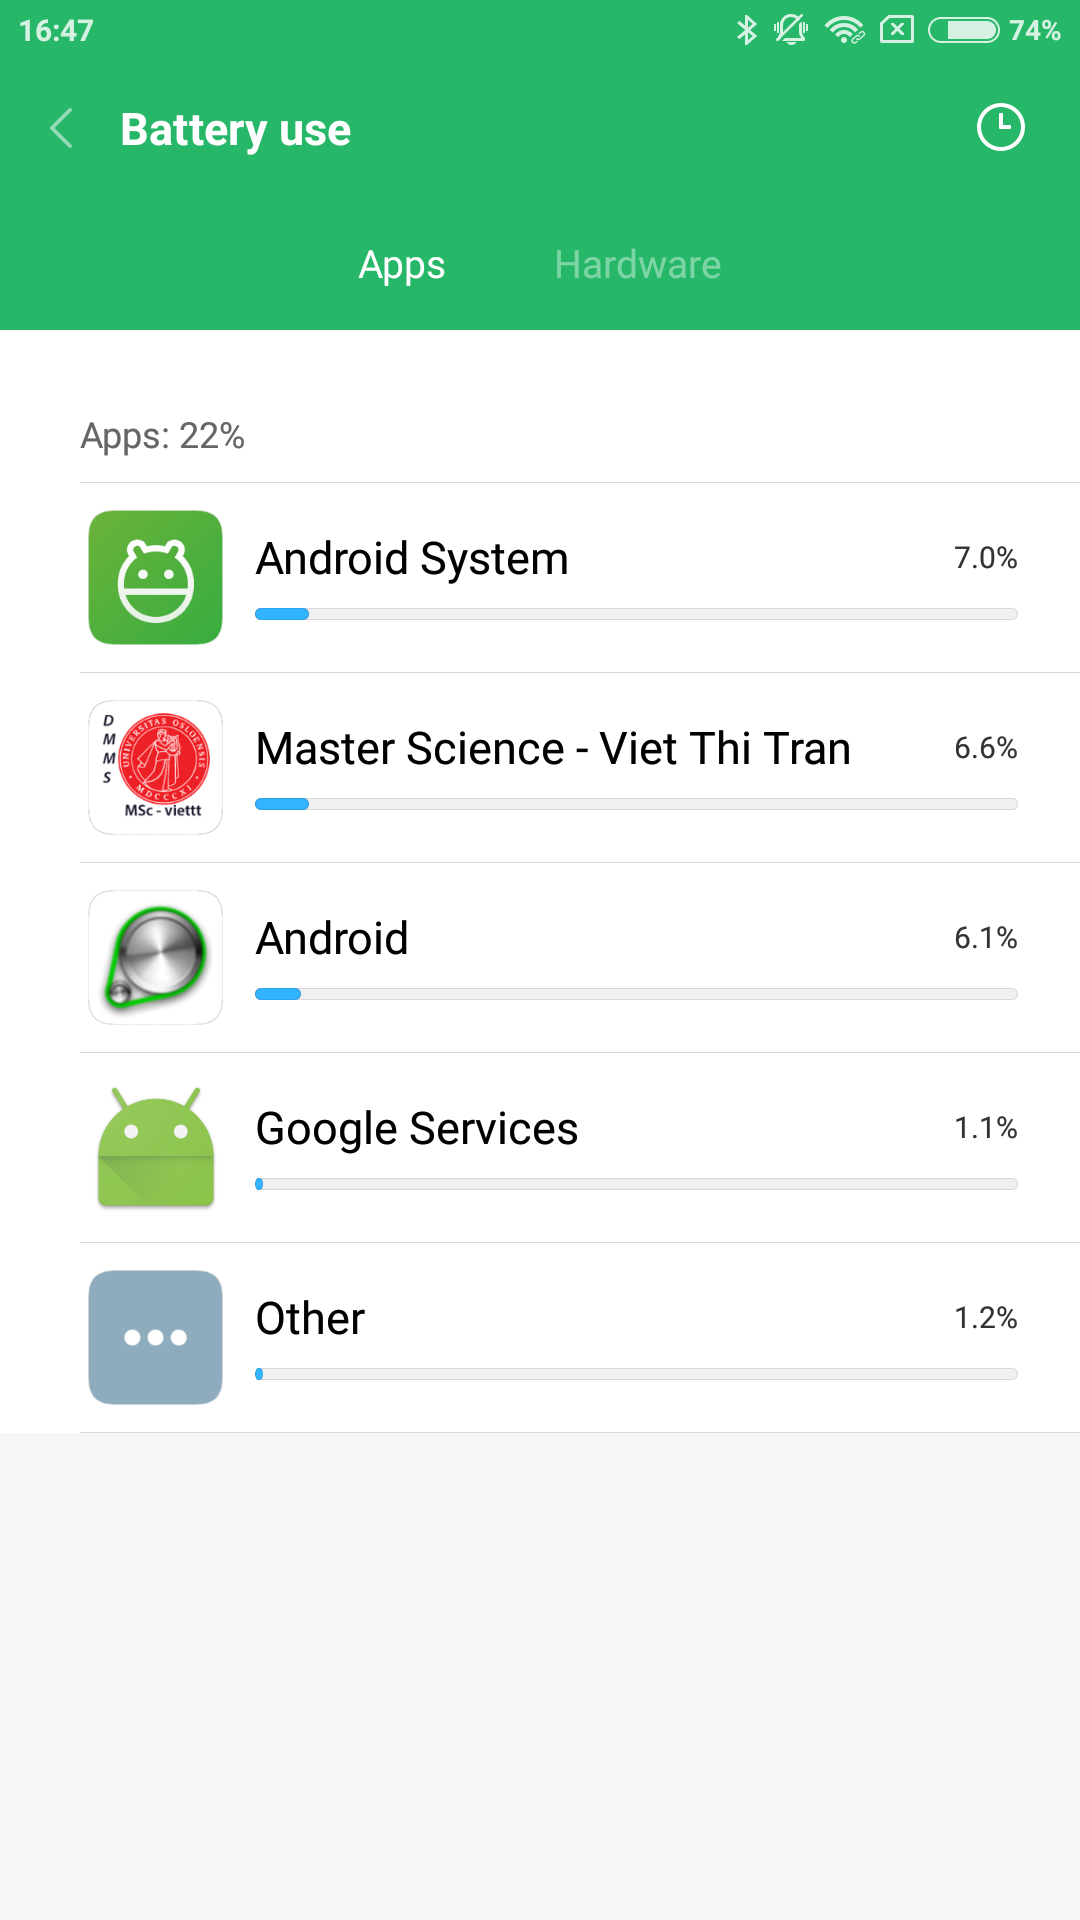 16:47 74%
Battery use
Apps Hardware
Apps: 22%
Android System 7.0%
D
M
M
S
UNIVERSITAS OSLOENSIS
MDCCCXI
MSc - viettt
Master Science - Viet Thi Tran 6.6%
Android 6.1%
Google Services 1.1%
Other 1.2%